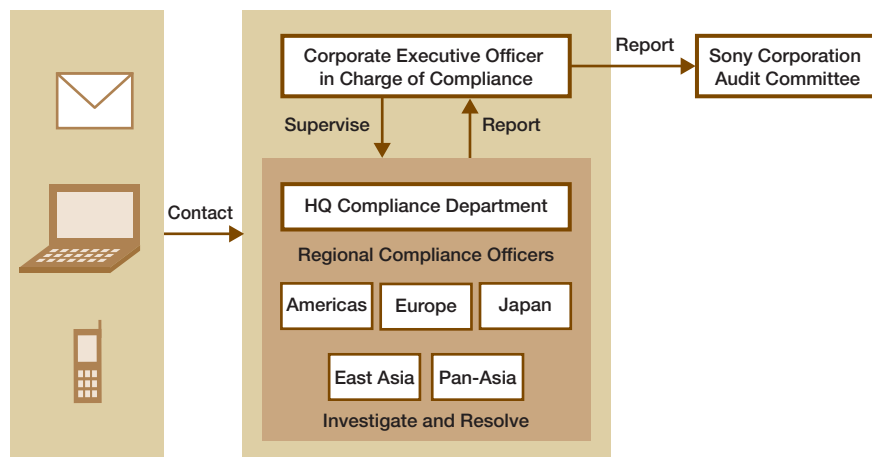 Corporate Executive Officer
in Charge of Compliance
Report
Sony Corporation
Audit Committee
Supervise
Report
Contact
HQ Compliance Department
Regional Compliance Officers
Americas
Europe
Japan
East Asia
Pan-Asia
Investigate and Resolve